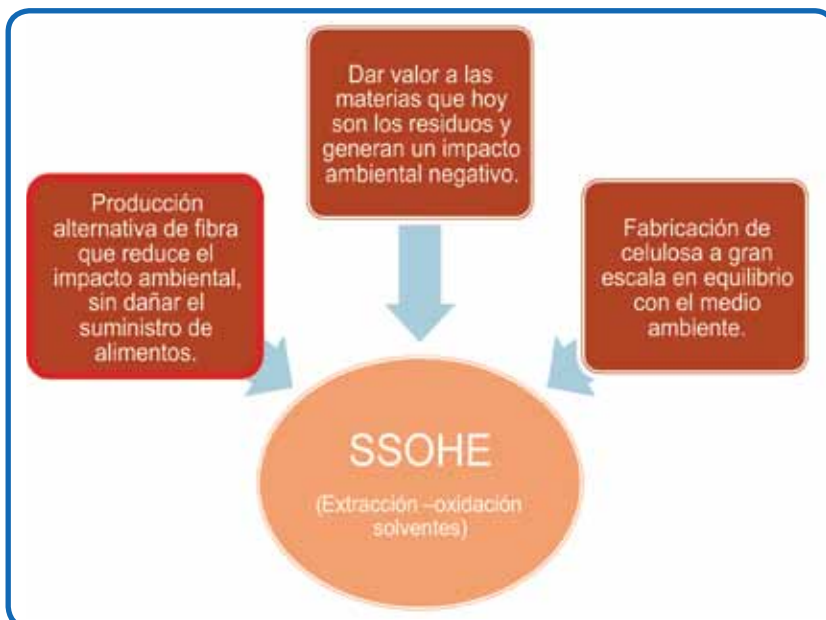 Dar valor a las
materias que hoy
son los residuos y
generan un impacto
ambiental negativo.
Producción
alternativa de fibra
que reduce el
impacto ambiental,
sin dañar el
suministro de
alimentos.
Fabricación de
celulosa a gran
escala en equilibrio
con el medio
ambiente.
SSOHE
(Extracción –oxidación
solventes)